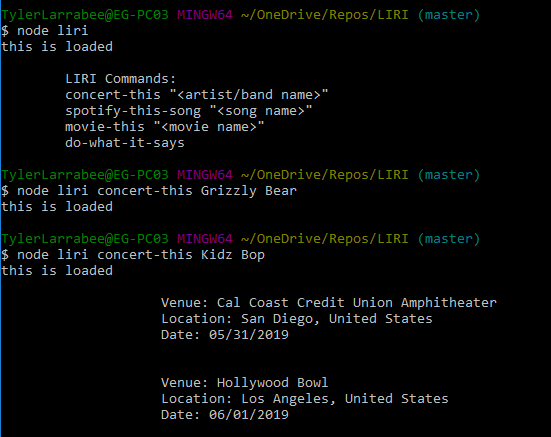 TylerLarrabee@EG-PC03 MINGW64 ~/OneDrive/Repos/LIRI (master)
$ node liri
this is loaded
LIRI Commands:
concert-this "<artist/band name>"
spotify-this-song "<song name>"
movie-this "<movie name>"
do-what-it-says
TylerLarrabee@EG-PC03 MINGW64 ~/OneDrive/Repos/LIRI (master)
$ node liri concert-this Grizzly Bear
this is loaded
TylerLarrabee@EG-PC03 MINGW64 ~/OneDrive/Repos/LIRI (master)
$ node liri concert-this Kidz Bop
this is loaded
Venue: Cal Coast Credit Union Amphitheater
Location: San Diego, United States
Date: 05/31/2019
Venue: Hollywood Bowl
Location: Los Angeles, United States
Date: 06/01/2019